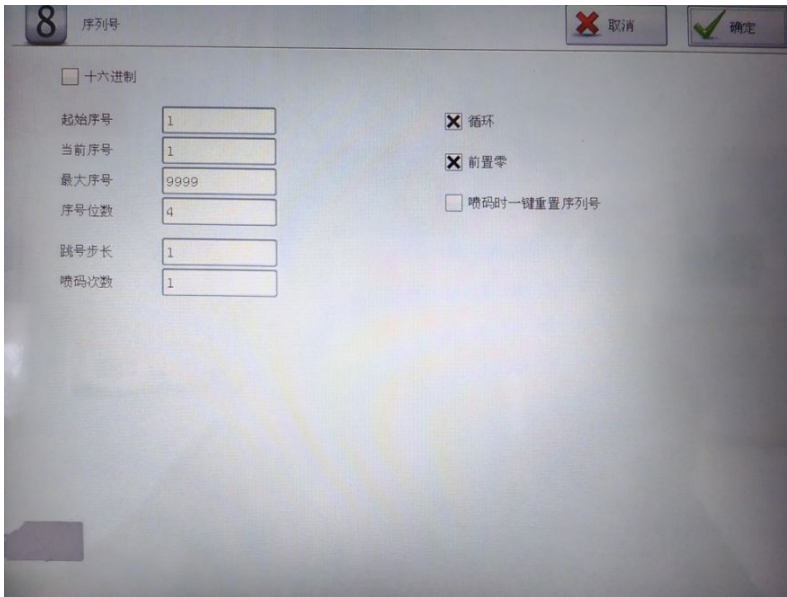 8 序列号 取消 确定
十六进制
起始序号 1 循环
当前序号 1
前置零
最大序号 9999
序号位数 4 喷码时一键重置序列号
跳号步长 1
喷码次数 1